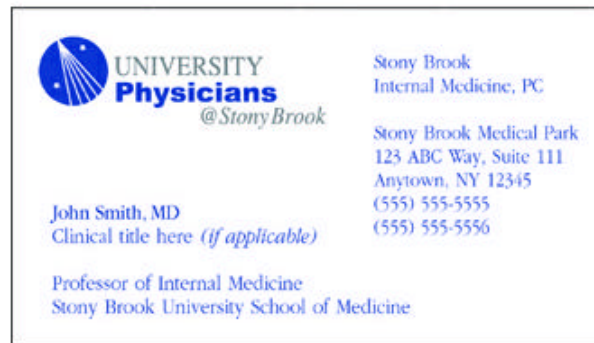 UNIVERSITY
Physicians
@Stony Brook
Stony Brook
Internal Medicine, PC
Stony Brook Medical Park
123 ABC Way, Suite 111
Anytown, NY 12345
(555) 555-5555
(555) 555-5556
John Smith, MD
Clinical title here (if applicable)
Professor of Internal Medicine
Stony Brook University School of Medicine